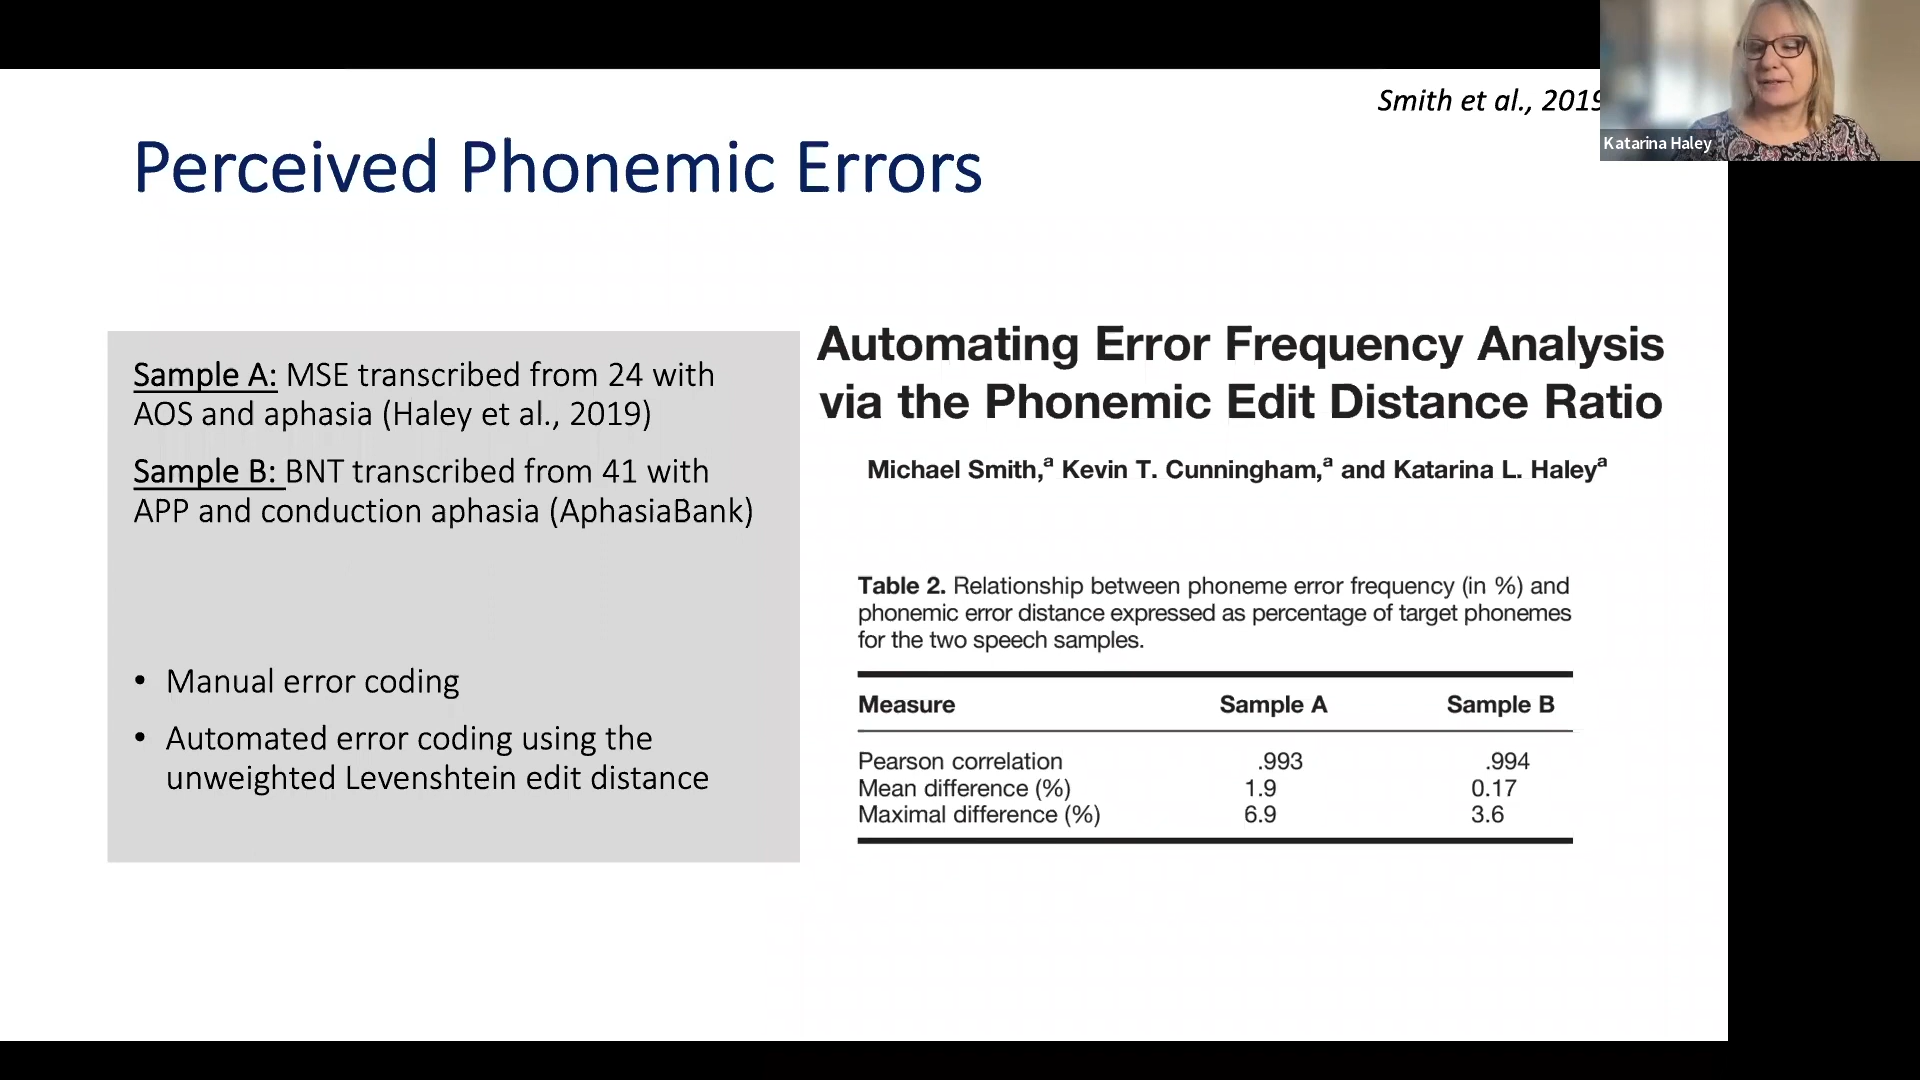 Smith et al., 2019
Katarina Haley
Perceived Phonemic Errors
Sample A: MSE transcribed from 24 with
AOS and aphasia (Haley et al., 2019)
Sample B: BNT transcribed from 41 with
APP and conduction aphasia (AphasiaBank)
• Manual error coding
• Automated error coding using the
unweighted Levenshtein edit distance
Automating Error Frequency Analysis
via the Phonemic Edit Distance Ratio
Michael Smith,ᵃ Kevin T. Cunningham,ᵃ and Katarina L. Haleyᵃ
Table 2. Relationship between phoneme error frequency (in %) and
phonemic error distance expressed as percentage of target phonemes
for the two speech samples.
Measure Sample A Sample B
Pearson correlation .993 .994
Mean difference (%) 1.9 0.17
Maximal difference (%) 6.9 3.6